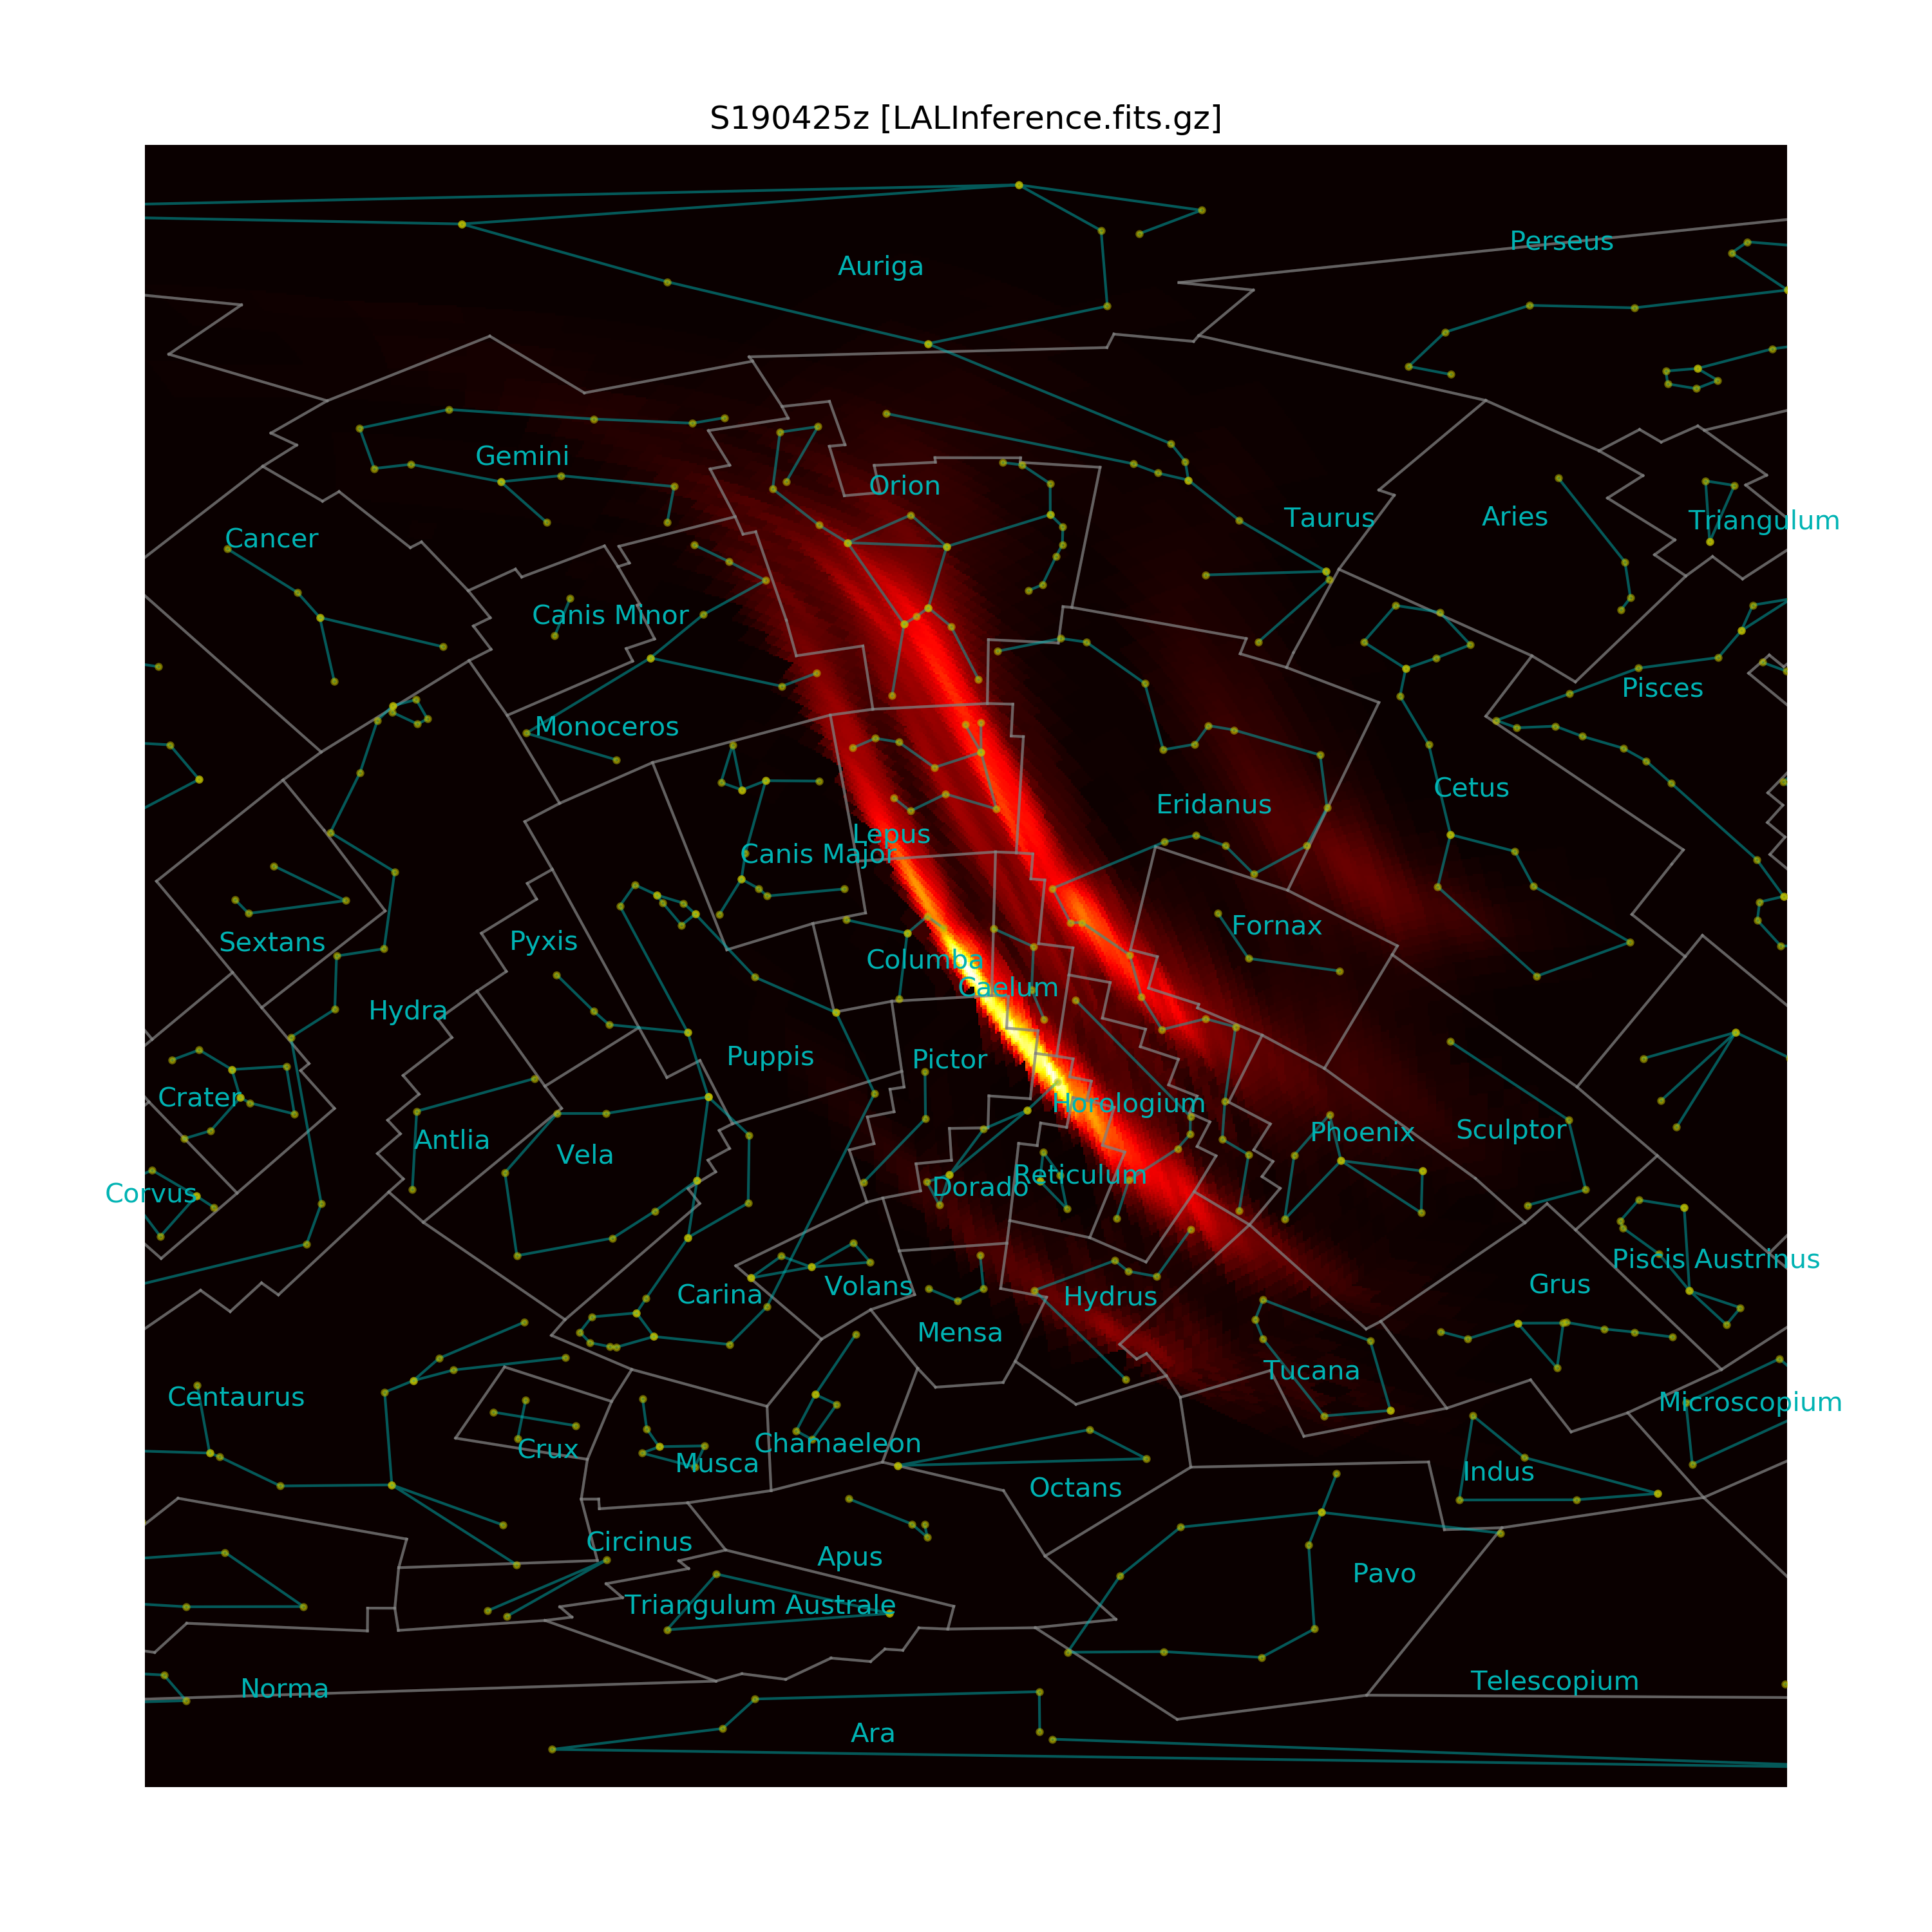 S190425z [LALInference.fits.gz]
Perseus
Auriga
Gemini
Orion
Taurus
Aries
Triangulum
Cancer
Canis Minor
Pisces
Monoceros
Cetus
Eridanus
Lepus
Canis Major
Fornax
Sextans
Pyxis
Columba
Caelum
Hydra
Puppis
Pictor
Crater
Horologium
Antlia
Vela
Phoenix
Sculptor
Reticulum
Corvus
Dorado
Piscis Austrinus
Carina
Volans
Hydrus
Grus
Mensa
Tucana
Centaurus
Microscopium
Crux
Chamaeleon
Musca
Indus
Octans
Circinus
Apus
Pavo
Triangulum Australe
Norma
Telescopium
Ara